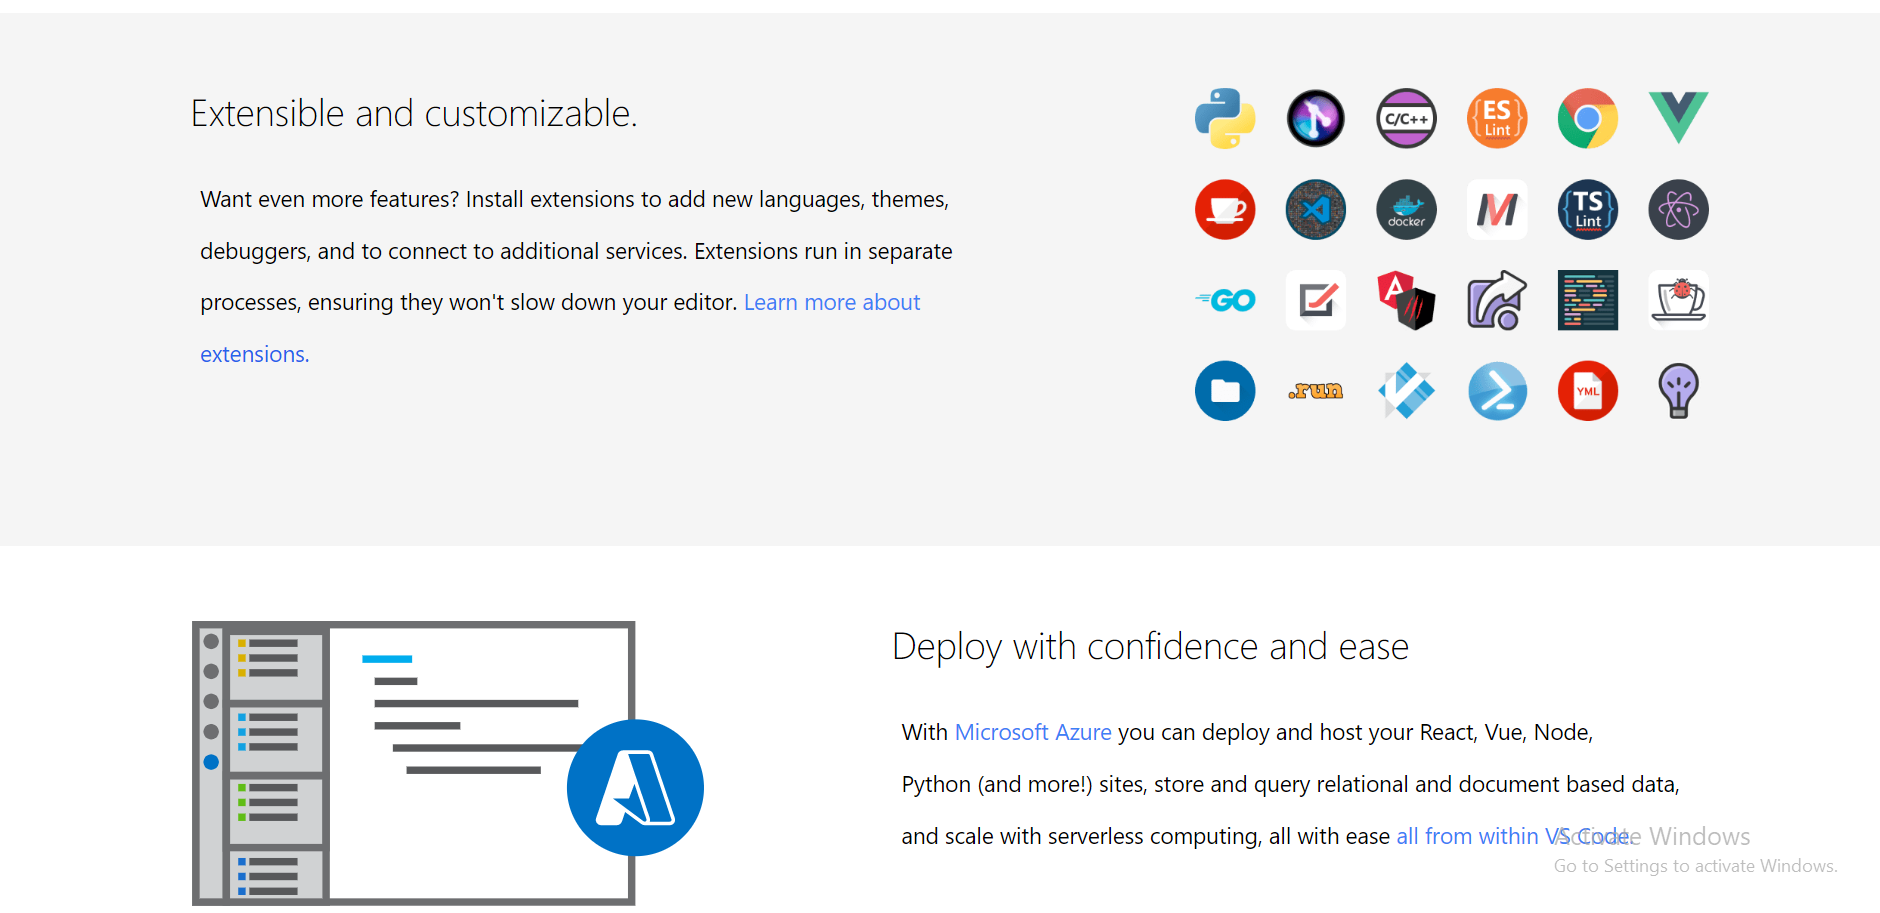 Extensible and customizable.
Want even more features? Install extensions to add new languages, themes,
debuggers, and to connect to additional services. Extensions run in separate
processes, ensuring they won't slow down your editor. Learn more about
extensions.
C/C++
ES
Lint
docker
M
TS
Lint
GO
A
.run
YML
Deploy with confidence and ease
With Microsoft Azure you can deploy and host your React, Vue, Node,
Python (and more!) sites, store and query relational and document based data,
and scale with serverless computing, all with ease all from within VS Code.
Activate Windows
Go to Settings to activate Windows.